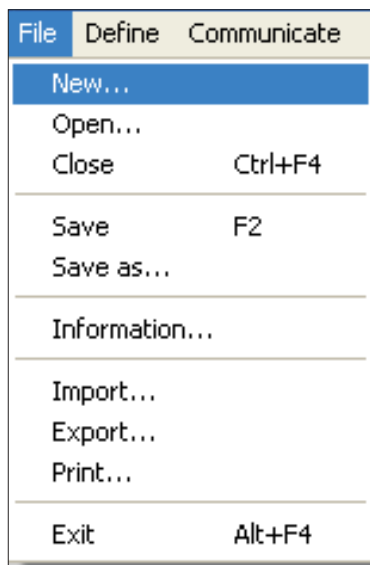 File Define Communicate
New...
Open...
Close Ctrl+F4
Save F2
Save as...
Information...
Import...
Export...
Print...
Exit Alt+F4